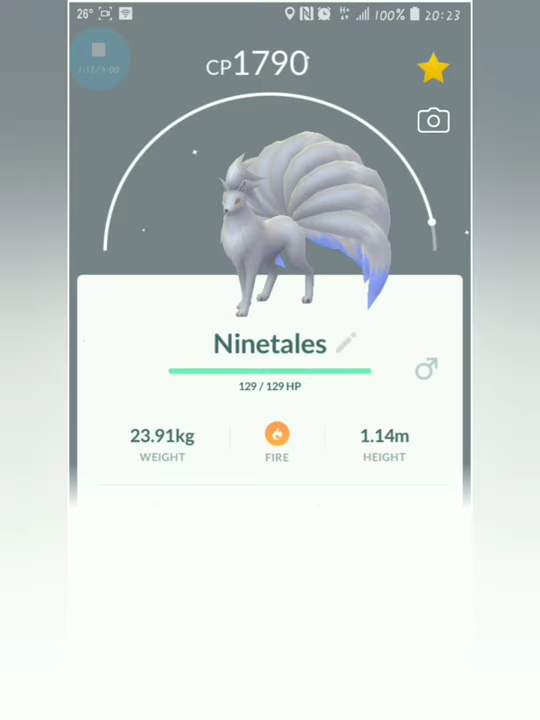 26° H+ 100% 20:23
CP1790
Ninetales
129 / 129 HP
23.91kg
WEIGHT
FIRE
1.14m
HEIGHT